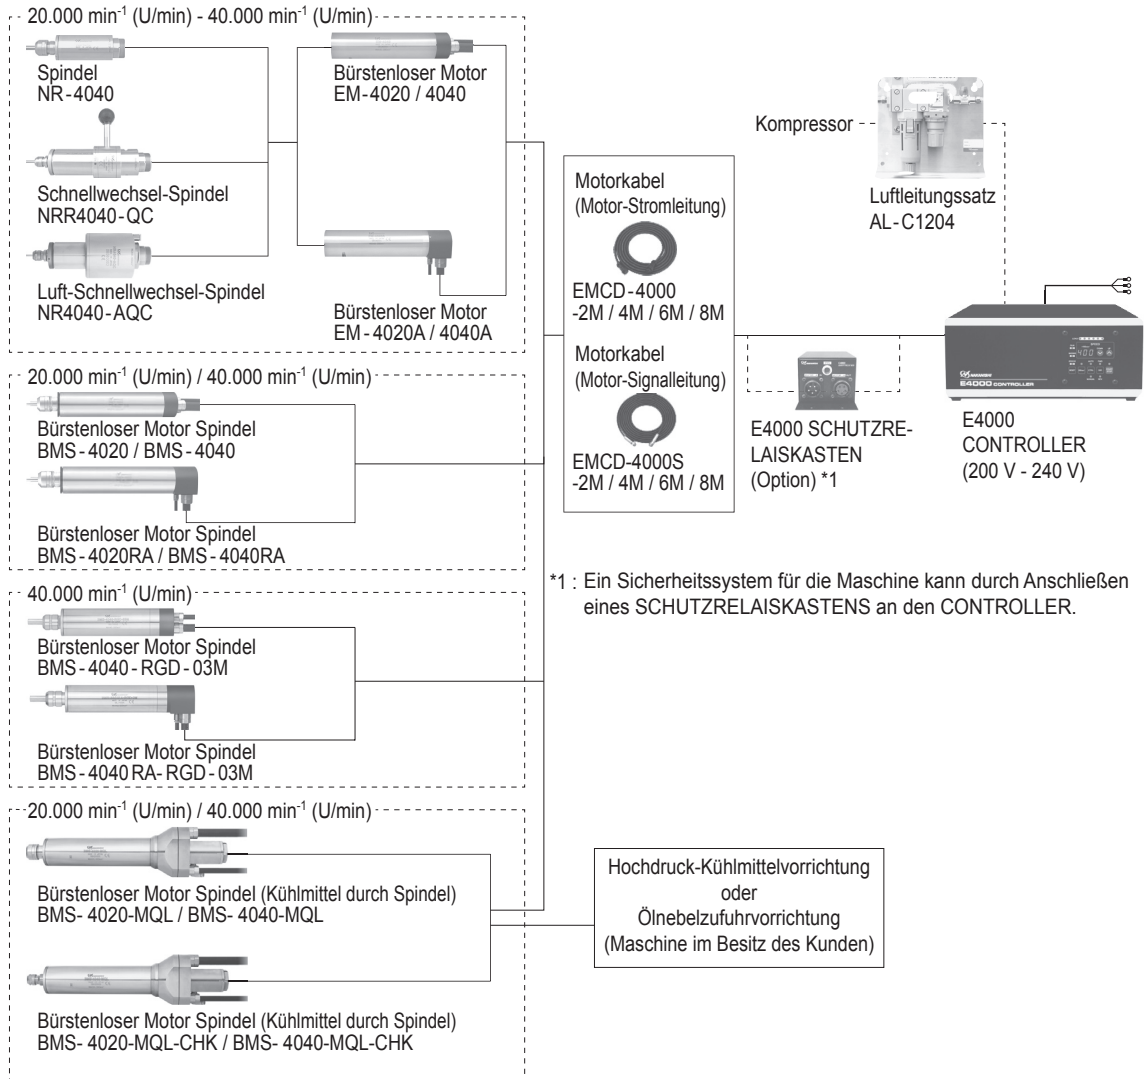 20.000 min-1 (U/min) - 40.000 min-1 (U/min)
Spindel
NR-4040
Schnellwechsel-Spindel
NRR4040-QC
Luft-Schnellwechsel-Spindel
NR4040-AQC
Bürstenloser Motor
EM-4020 / 4040
Bürstenloser Motor
EM-4020A / 4040A
20.000 min-1 (U/min) / 40.000 min-1 (U/min)
Bürstenloser Motor Spindel
BMS-4020 / BMS-4040
Bürstenloser Motor Spindel
BMS-4020RA / BMS-4040RA
40.000 min-1 (U/min)
Bürstenloser Motor Spindel
BMS-4040-RGD-03M
Bürstenloser Motor Spindel
BMS-4040RA-RGD-03M
20.000 min-1 (U/min) / 40.000 min-1 (U/min)
Bürstenloser Motor Spindel (Kühlmittel durch Spindel)
BMS-4020-MQL / BMS-4040-MQL
Bürstenloser Motor Spindel (Kühlmittel durch Spindel)
BMS-4020-MQL-CHK / BMS-4040-MQL-CHK
Motorkabel
(Motor-Stromleitung)
EMCD-4000
-2M / 4M / 6M / 8M
Motorkabel
(Motor-Signalleitung)
EMCD-4000S
-2M / 4M / 6M / 8M
Kompressor
Luftleitungssatz
AL-C1204
E4000 SCHUTZRE-
LAISKASTEN
(Option) *1
NAKANISHI
E4000 CONTROLLER
E4000
CONTROLLER
(200 V - 240 V)
*1 : Ein Sicherheitssystem für die Maschine kann durch Anschließen
eines SCHUTZRELAISKASTENS an den CONTROLLER.
Hochdruck-Kühlmittelvorrichtung
oder
Ölnebelzufuhrvorrichtung
(Maschine im Besitz des Kunden)